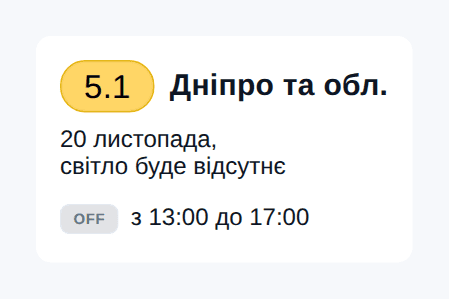 5.1 Дніпро та обл.
20 листопада,
світло буде відсутнє
OFF з 13:00 до 17:00